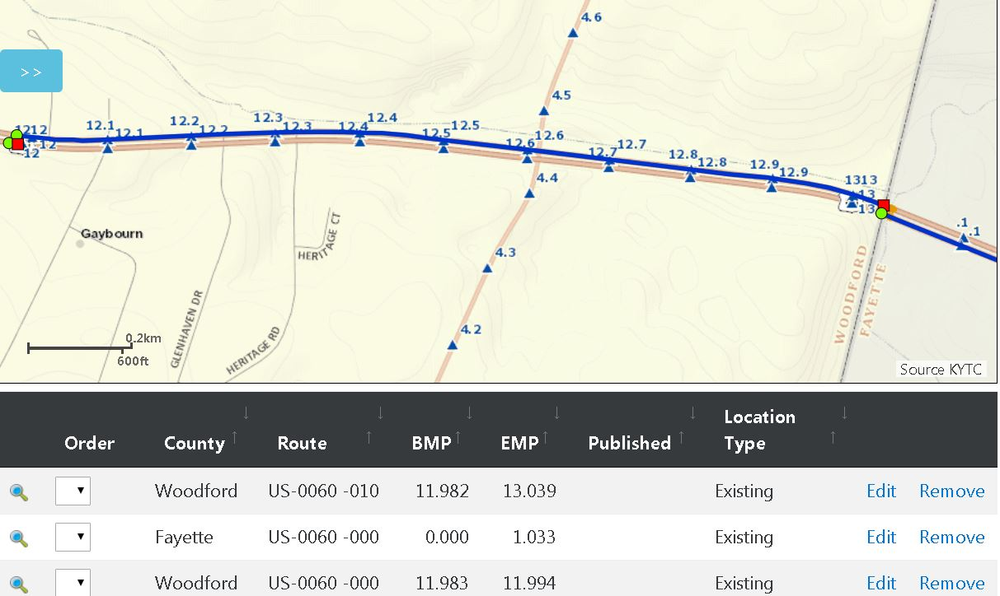 4.6
>>
4.5
12.3
12.4
12.2
12.1
1212
12.1
12.2
12.3
12.4
12.5
12.5
12.6
12.6
12.7
12.7
12.8
12.8
12.9
12.9
1313
12
12
13
13
4.4
.1
.1
Gaybourn
HERITAGE CT
4.3
WOODFORD
FAYETTE
GLENHAVEN DR
HERITAGE RD
4.2
0.2km
600ft
Source KYTC
Order County Route BMP EMP Published Location Type
Woodford US-0060 -010 11.982 13.039 Existing Edit Remove
Fayette US-0060 -000 0.000 1.033 Existing Edit Remove
Woodford US-0060 -000 11.983 11.994 Existing Edit Remove